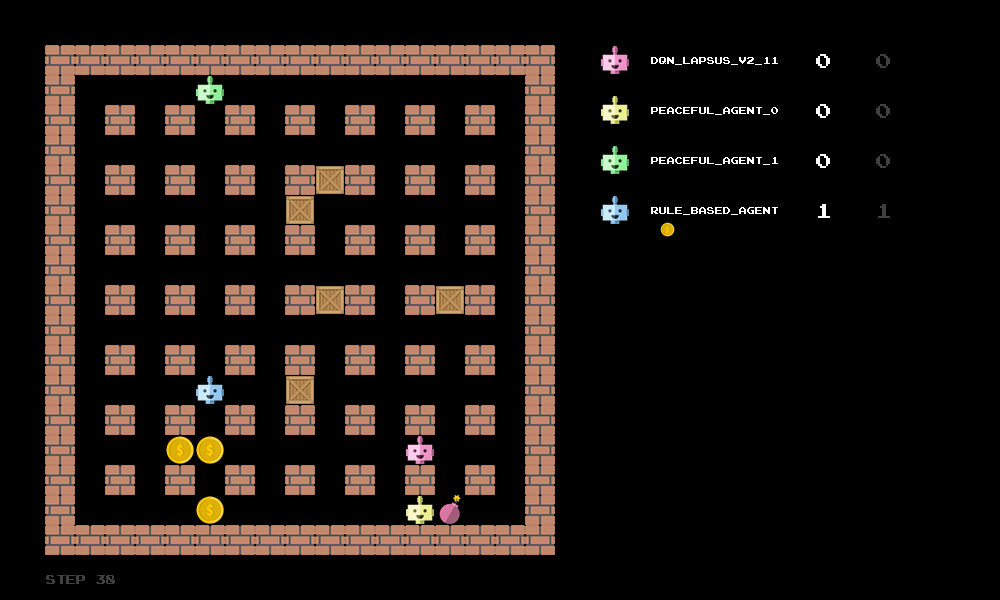 DQN_LAPSUS_V2_11 0 0
PEACEFUL_AGENT_0 0 0
PEACEFUL_AGENT_1 0 0
RULE_BASED_AGENT 1 1
STEP 38